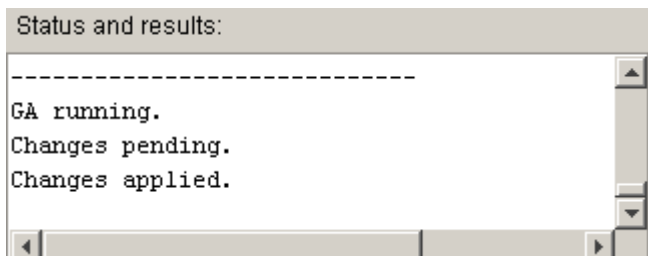 Status and results:
------------------------------
GA running.
Changes pending.
Changes applied.